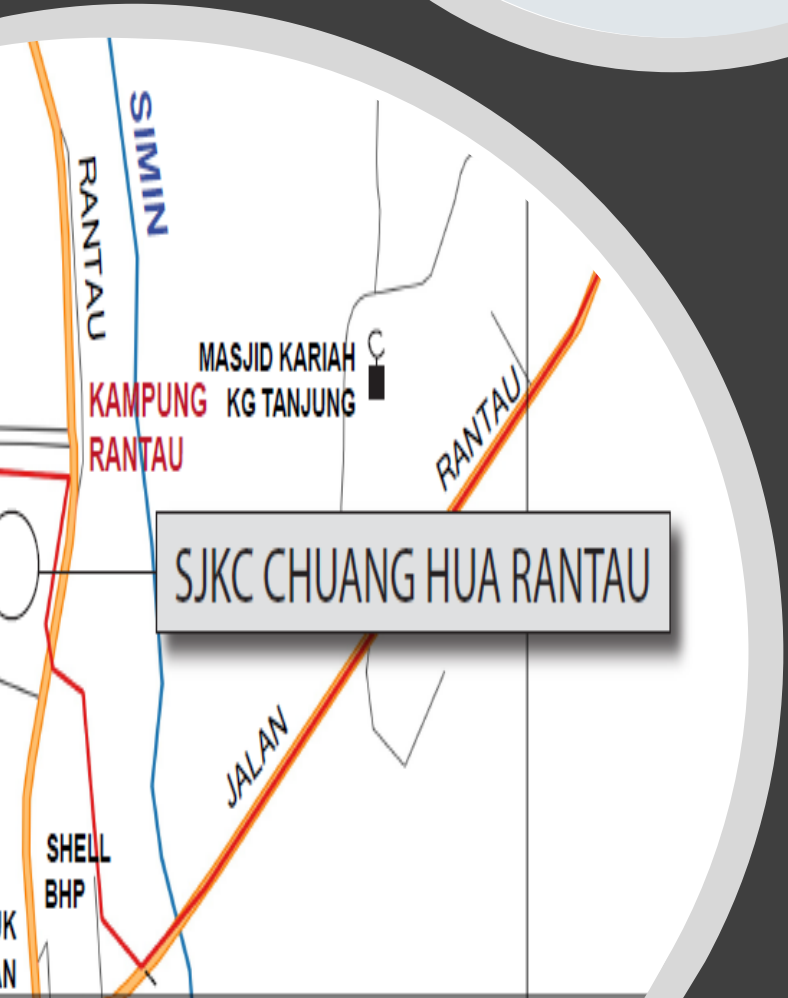 SIMIN
RANTAU
MASJID KARIAH
KG TANJUNG
KAMPUNG
RANTAU
RANTAU
SJKC CHUANG HUA RANTAU
JALAN
SHELL
BHP